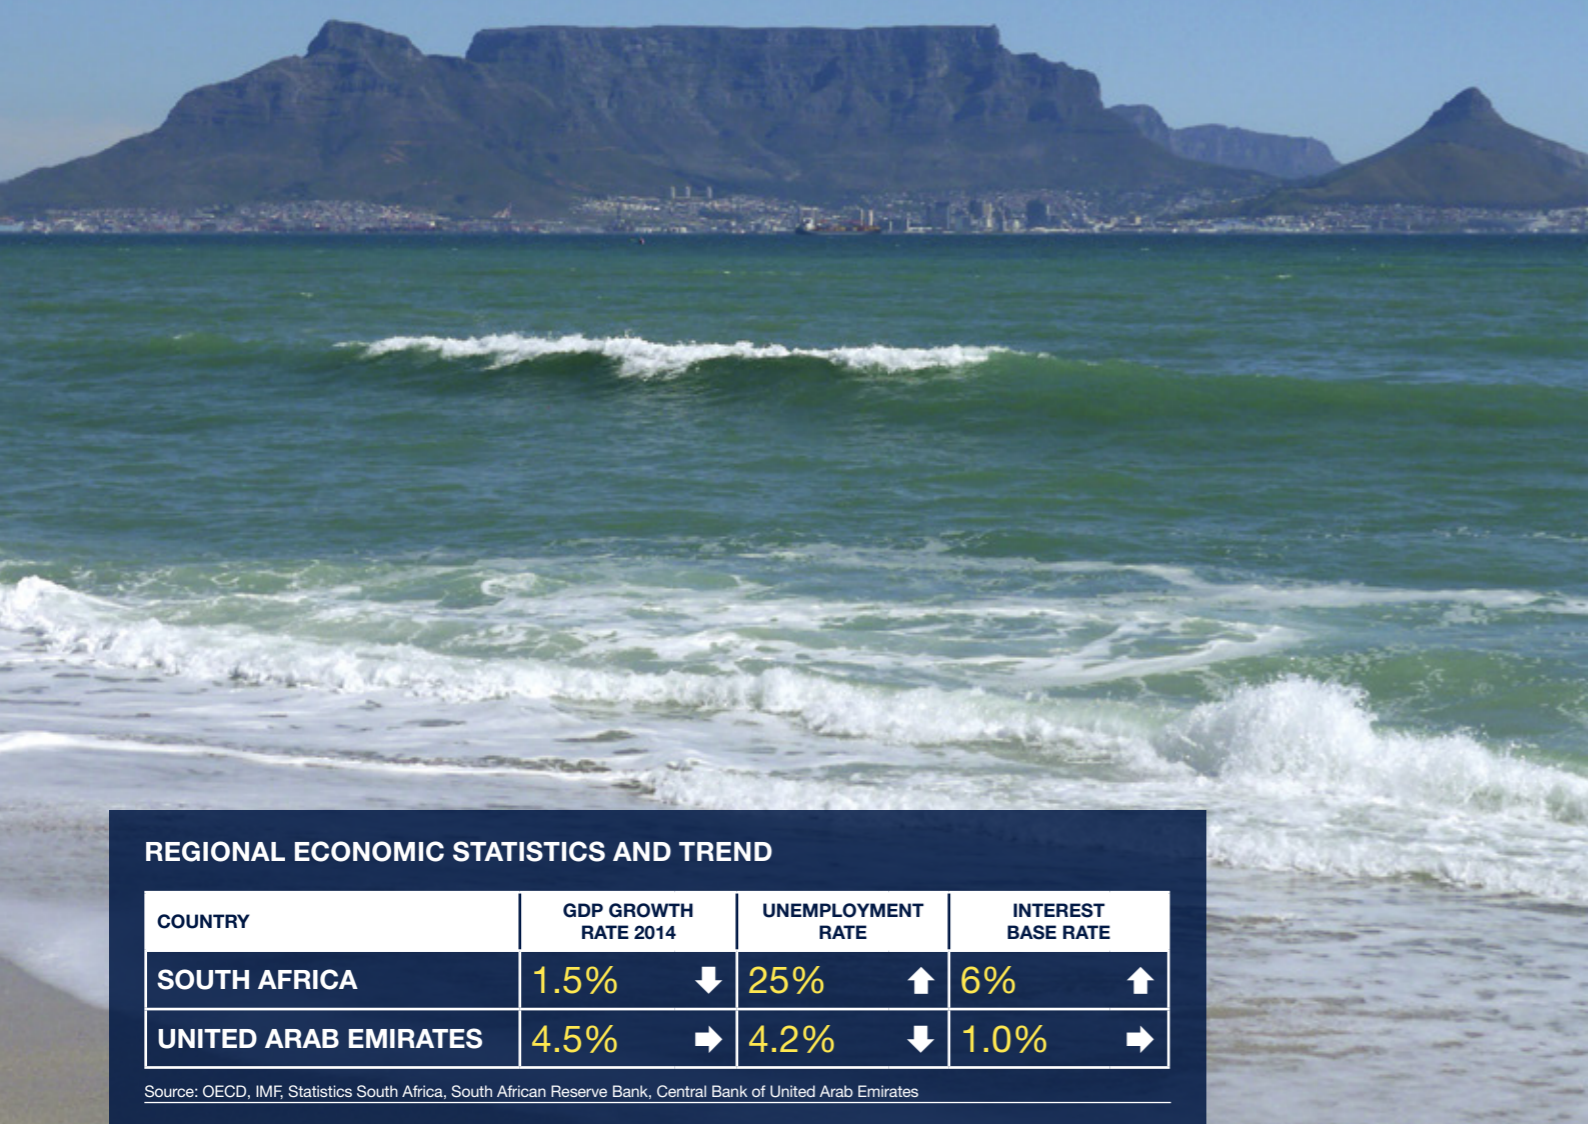 REGIONAL ECONOMIC STATISTICS AND TREND
COUNTRY
GDP GROWTH
RATE 2014
UNEMPLOYMENT
RATE
INTEREST
BASE RATE
SOUTH AFRICA 1.5% 25% 6%
UNITED ARAB EMIRATES 4.5% 4.2% 1.0%
Source: OECD, IMF, Statistics South Africa, South African Reserve Bank, Central Bank of United Arab Emirates